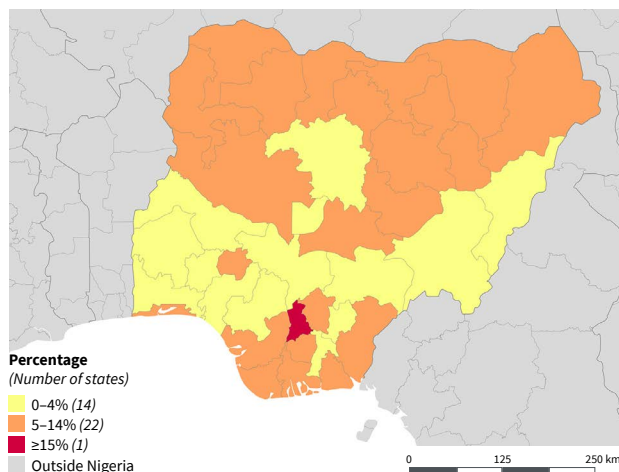 Percentage
(Number of states)
0–4% (14)
5–14% (22)
≥15% (1)
Outside Nigeria
0 125 250 km